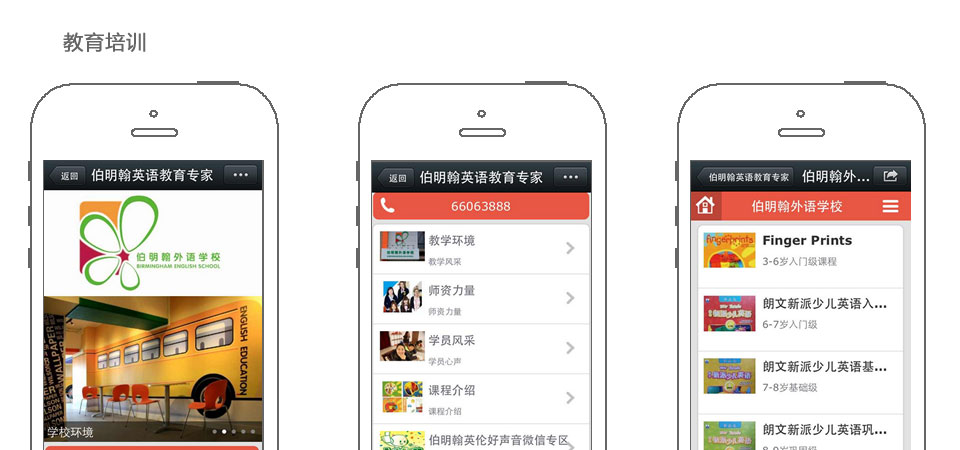 教育培训
返回
伯明翰英语教育专家
伯明翰外语学校
BIRMINGHAM ENGLISH SCHOOL
ENGLISH EDUCATION
WALLPAPER
学校环境
返回
伯明翰英语教育专家
66063888
教学环境
教学风采
师资力量
师资力量
学员风采
学员心声
课程介绍
课程介绍
伯明翰英伦好声音微信专区
伯明翰英语教育专家
伯明翰外...
伯明翰外语学校
fingerprints
Finger Prints
3-6岁入门级课程
朗文新派少儿英语入...
6-7岁入门级
朗文新派少儿英语基...
7-8岁基础级
朗文新派少儿英语巩...